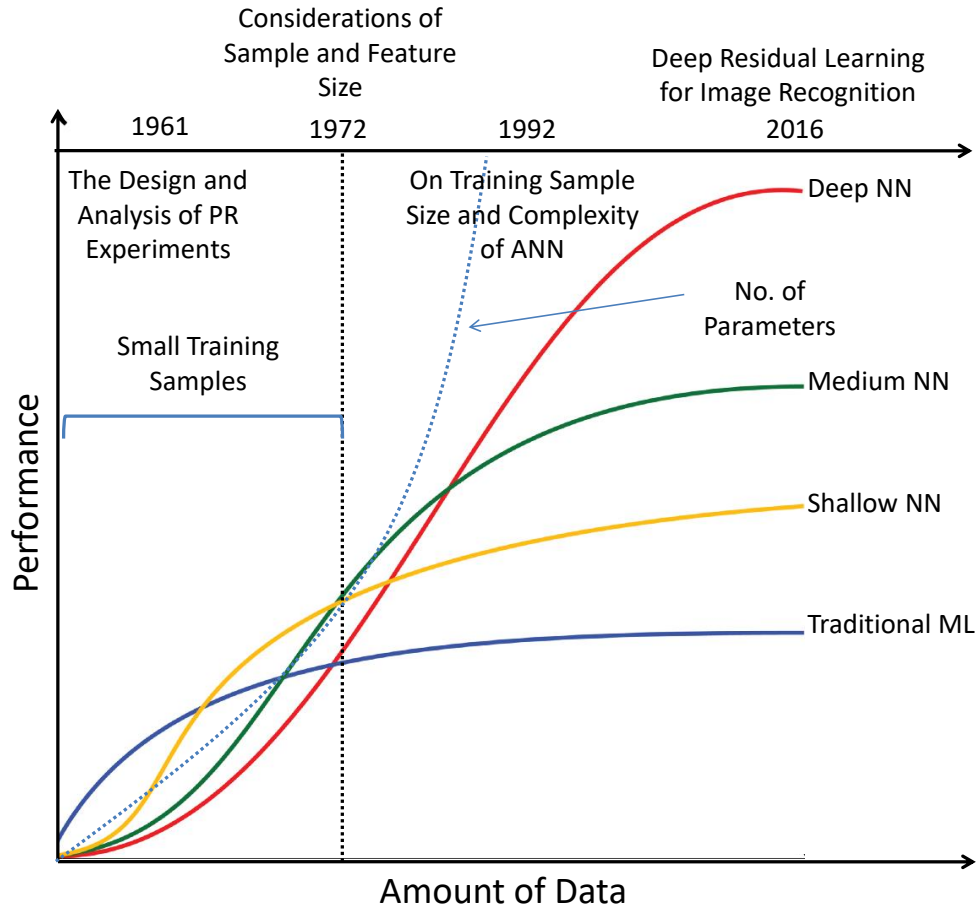 Considerations of
Sample and Feature
Size
Deep Residual Learning
for Image Recognition
1961
1972
1992
2016
The Design and
Analysis of PR
Experiments
On Training Sample
Size and Complexity
of ANN
Deep NN
No. of
Parameters
Small Training
Samples
Medium NN
Shallow NN
Traditional ML
Performance
Amount of Data